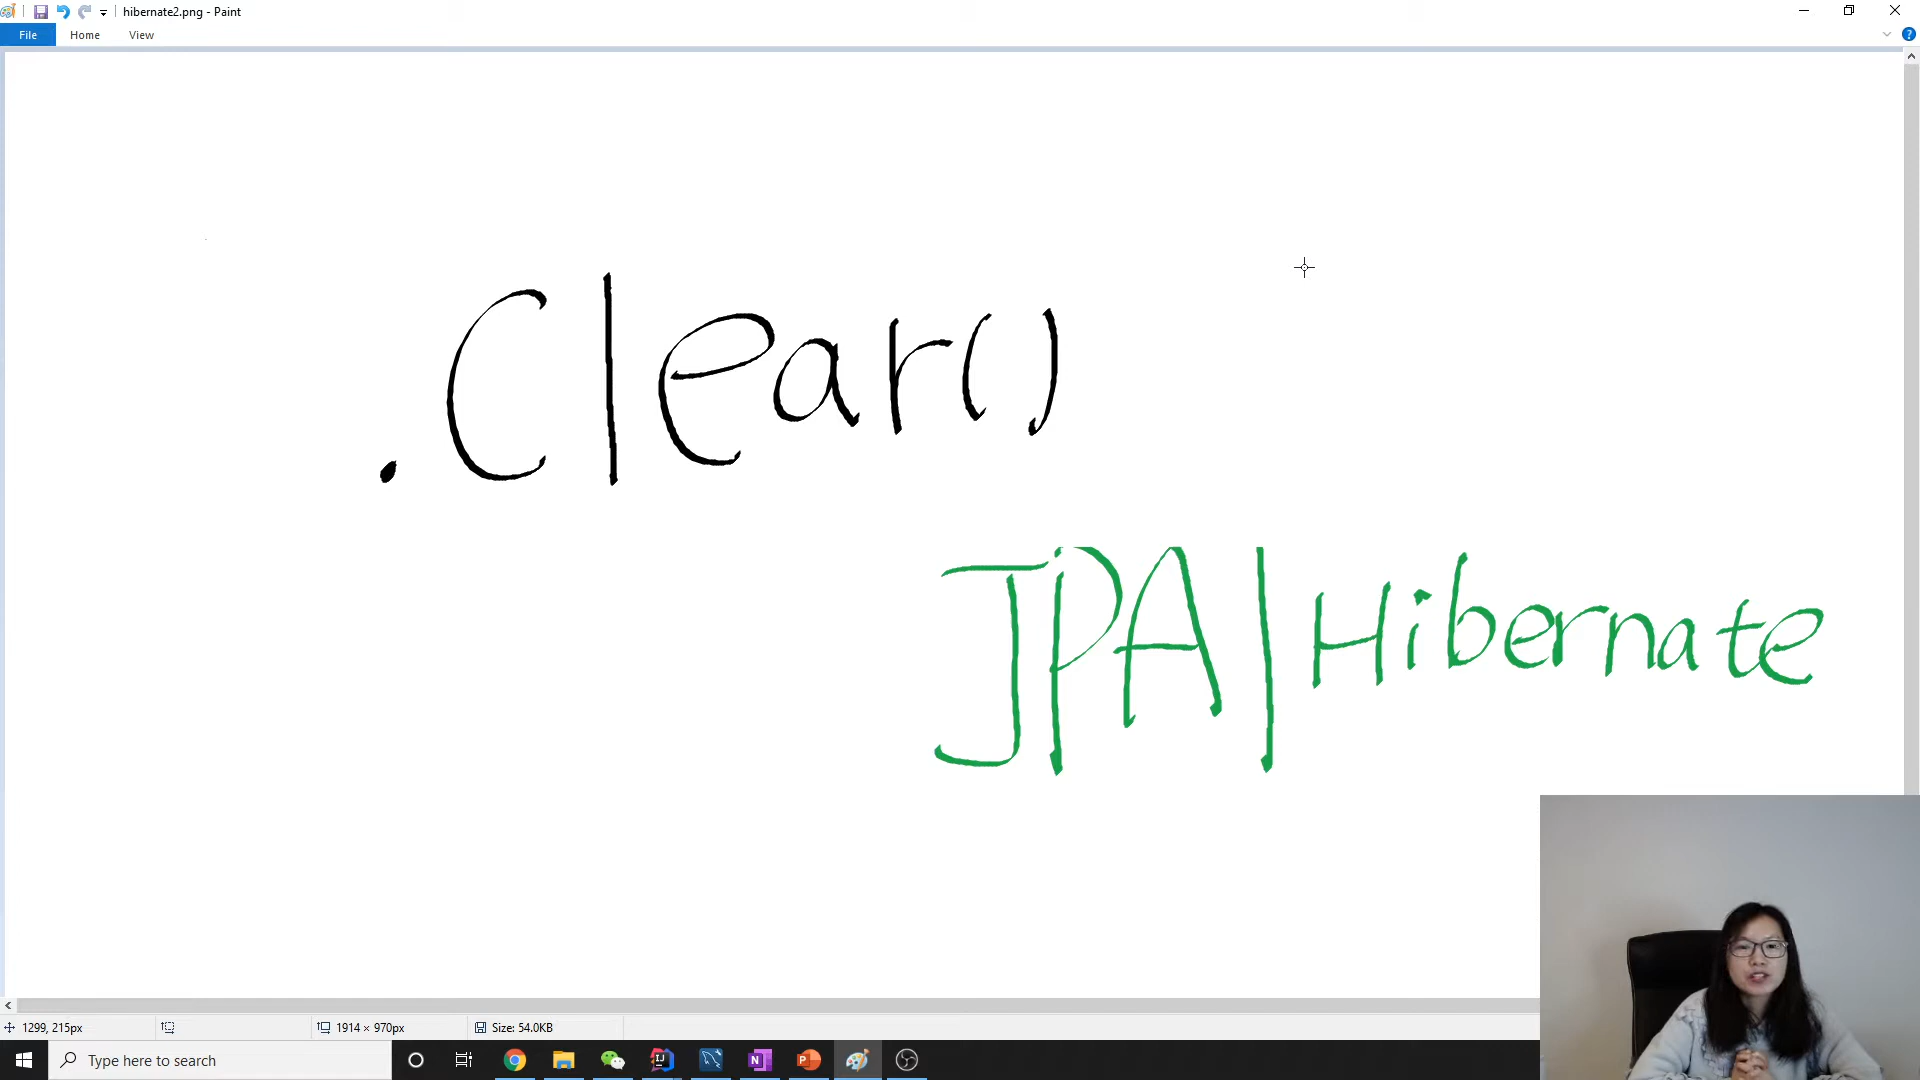 hibernate2.png - Paint
File Home View
.Clear()
JPA | Hibernate
1299, 215px
1914 × 970px
Size: 54.0KB
Type here to search